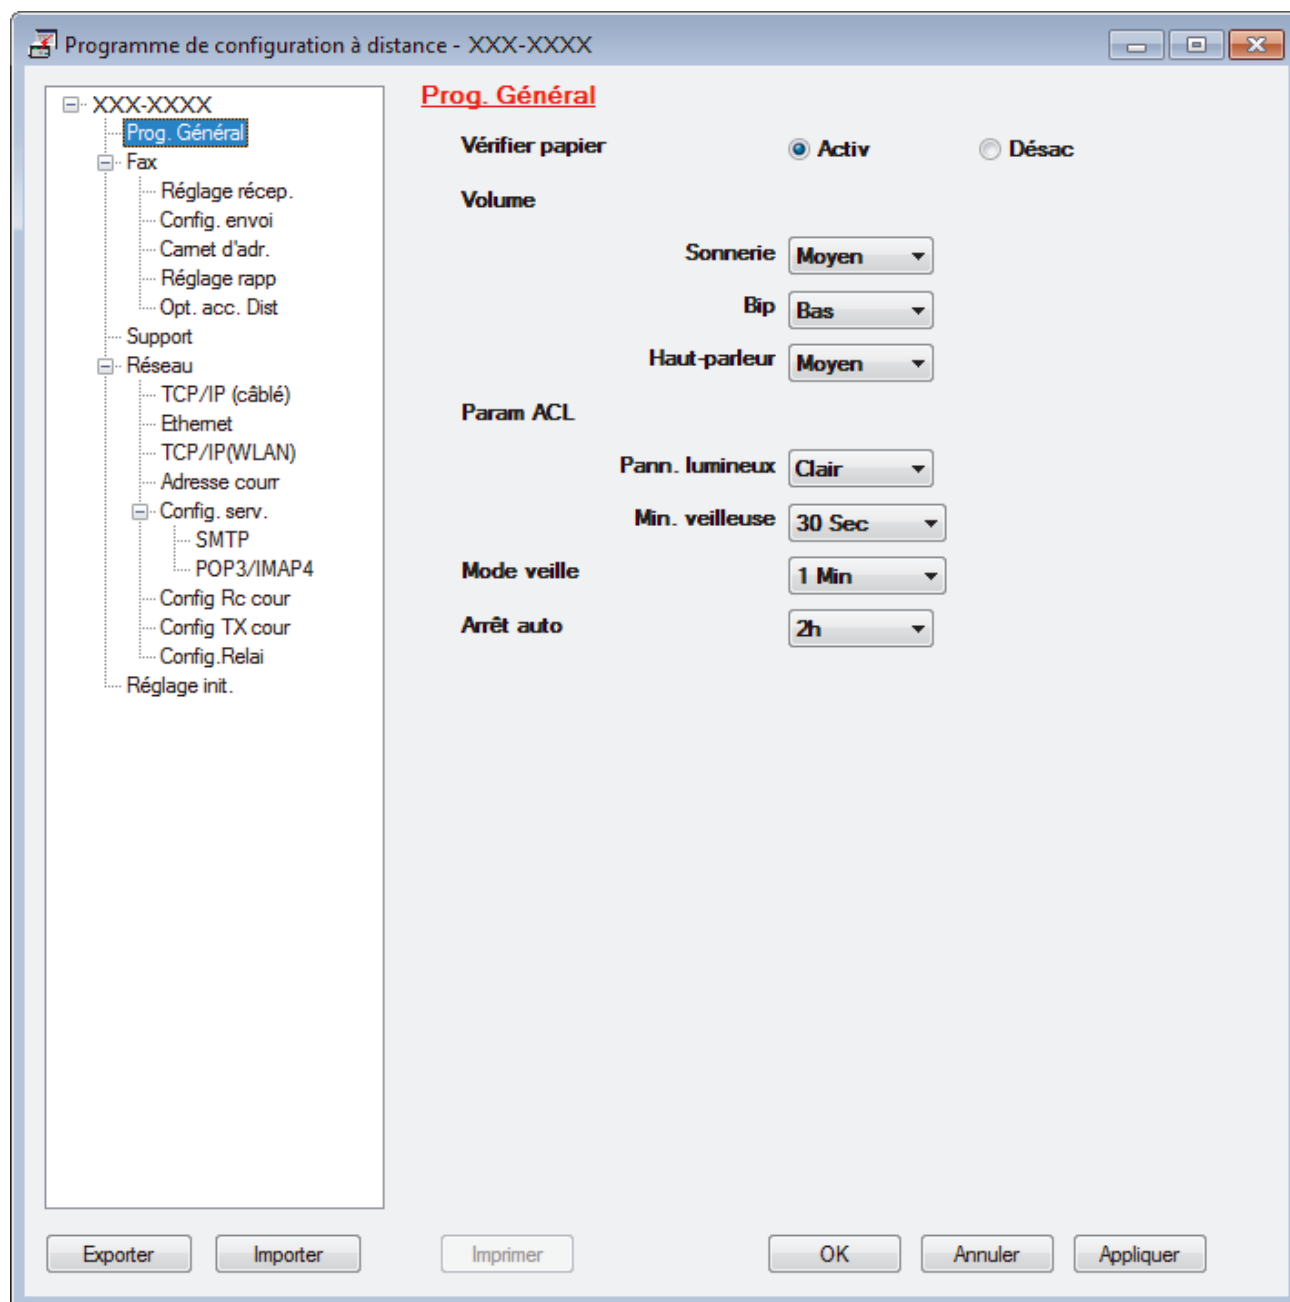 Programme de configuration à distance - XXX-XXXX
XXX-XXXX
Prog. Général
Fax
Réglage récep.
Config. envoi
Carnet d'adr.
Réglage rapp
Opt. acc. Dist
Support
Réseau
TCP/IP (câblé)
Ethernet
TCP/IP(WLAN)
Adresse courr
Config. serv.
SMTP
POP3/IMAP4
Config Rc cour
Config TX cour
Config.Relai
Réglage init.
Prog. Général
Vérifier papier Activ Désac
Volume
Sonnerie Moyen
Bip Bas
Haut-parleur Moyen
Param ACL
Pann. lumineux Clair
Min. veilleuse 30 Sec
Mode veille 1 Min
Arrêt auto 2h
Exporter Importer Imprimer OK Annuler Appliquer